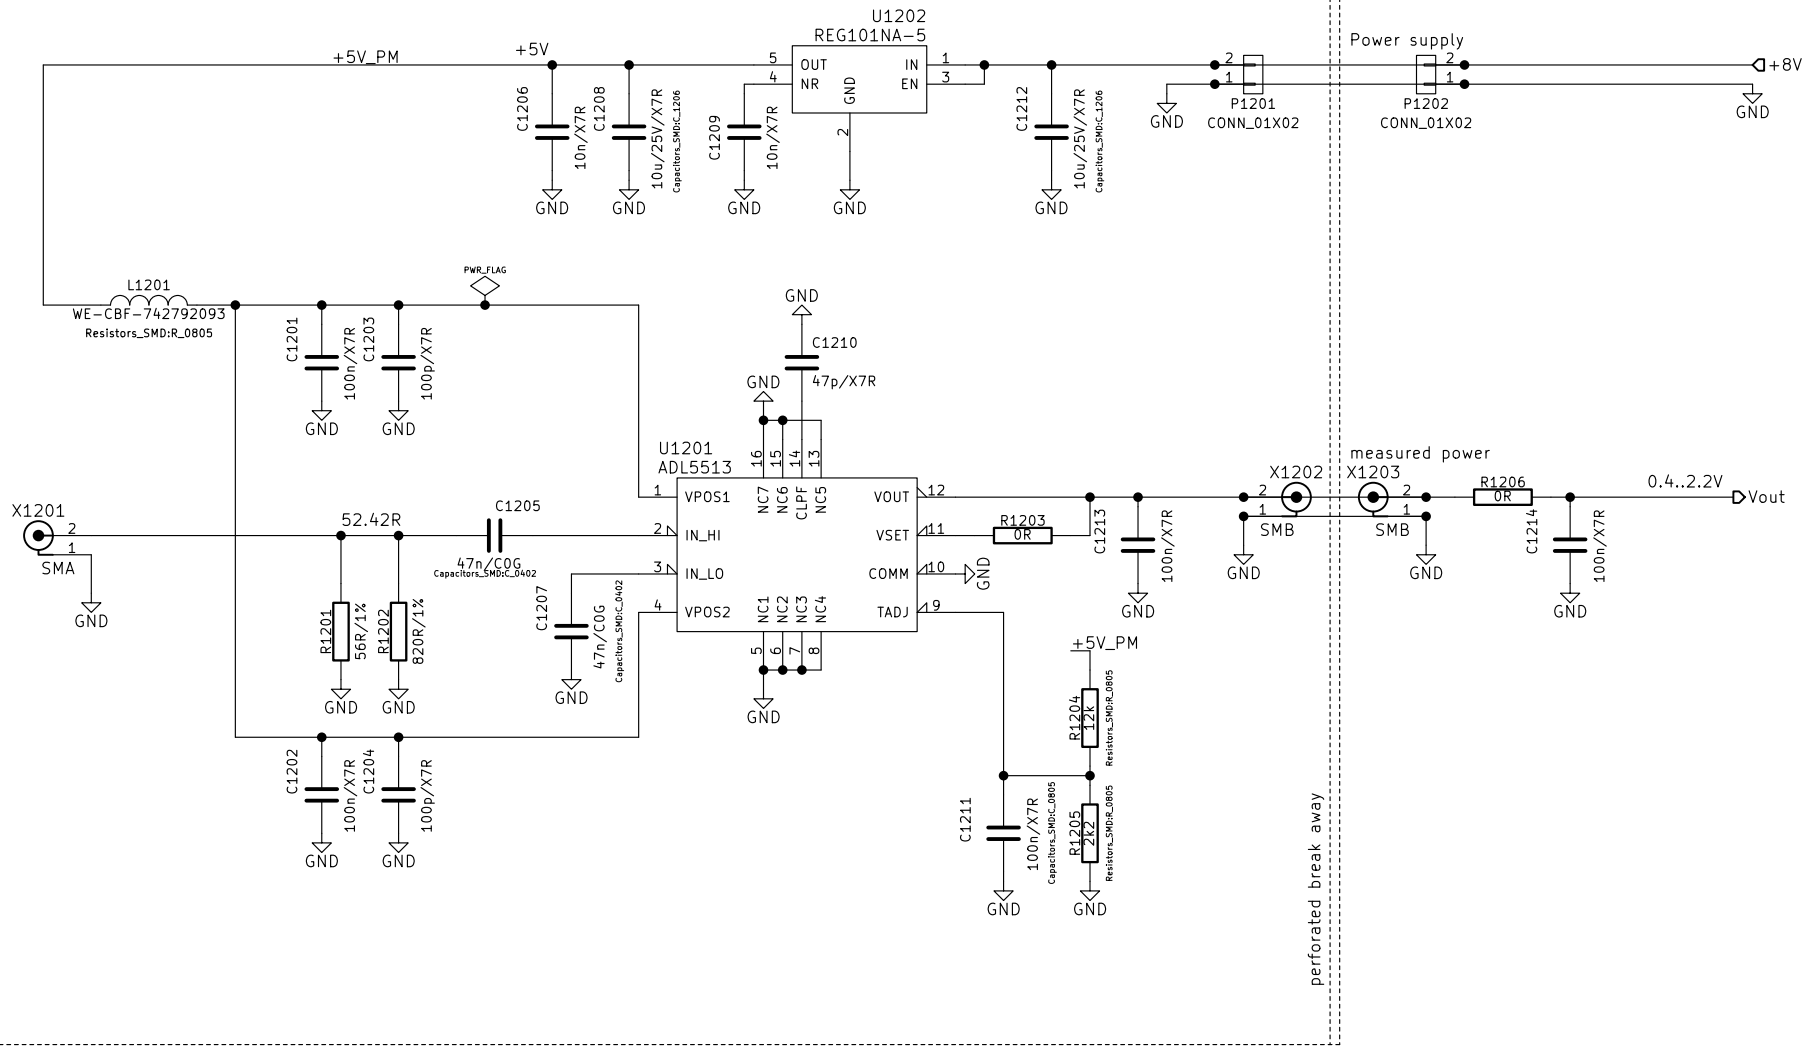 U1202
REG101NA-5
+5V_PM
+5V
5
OUT
IN
1
4
NR
EN
3
GND
2
Power supply
2
2
+8V
1
1
P1201
P1202
CONN_01X02
CONN_01X02
GND
GND
C1206
10n/X7R
C1208
10u/25V/X7R
Capacitors_SMD:C_1206
C1209
10n/X7R
C1212
10u/25V/X7R
Capacitors_SMD:C_1206
GND
GND
GND
GND
GND
L1201
WE-CBF-742792093
Resistors_SMD:R_0805
PWR_FLAG
C1201
100n/X7R
C1203
100p/X7R
GND
GND
GND
C1210
47p/X7R
GND
U1201
ADL5513
16
15
14
13
NC7
NC6
CLPF
NC5
1
VPOS1
VOUT
12
2
IN_HI
VSET
11
3
IN_LO
COMM
10
4
VPOS2
TADJ
9
NC1
NC2
NC3
NC4
5
6
7
8
GND
X1201
2
1
SMA
GND
52.42R
C1205
47n/C0G
Capacitors_SMD:C_0402
R1201
56R/1%
R1202
820R/1%
GND
GND
C1207
47n/C0G
Capacitors_SMD:C_0402
GND
C1202
100n/X7R
C1204
100p/X7R
GND
GND
R1203
0R
GND
C1213
100n/X7R
GND
measured power
X1202
X1203
2
2
1
1
SMB
SMB
GND
GND
R1206
0R
0.4..2.2V
Vout
C1214
100n/X7R
GND
+5V_PM
R1204
12k
Resistors_SMD:R_0805
C1211
100n/X7R
Capacitors_SMD:C_0805
R1205
2k2
Resistors_SMD:R_0805
GND
GND
perforated break away